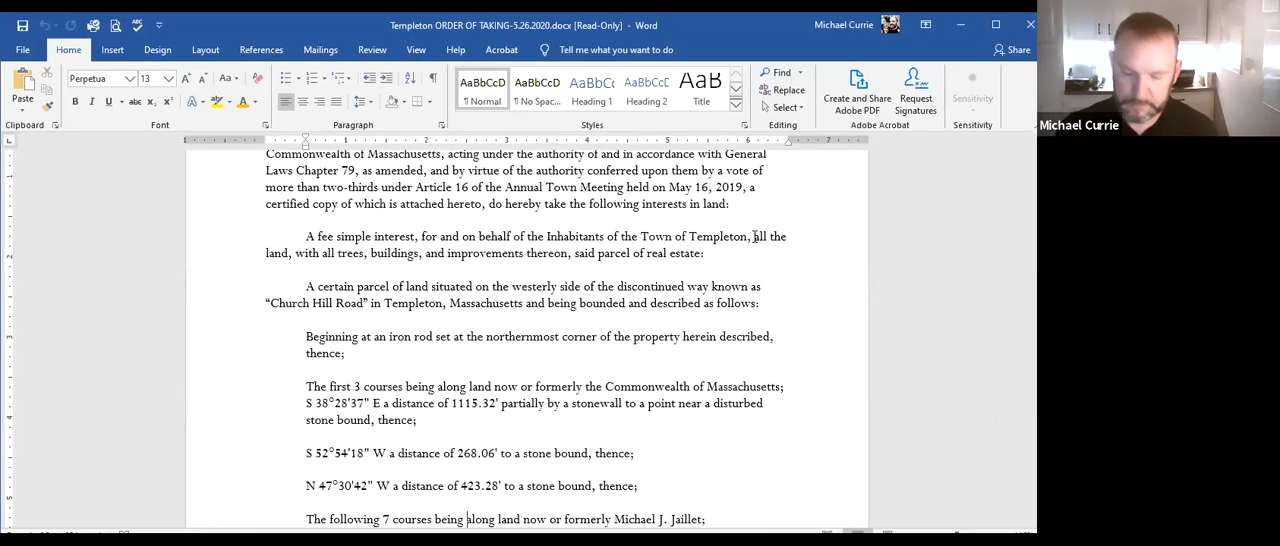 Templeton ORDER OF TAKING-5.26.2020.docx [Read-Only] - Word
Michael Currie
File Home Insert Design Layout References Mailings Review View Help Acrobat Tell me what you want to do Share
Perpetua 13
Find
Replace
Select
Paste
AaBbCcD AaBbCcD AaBbCc AaBbCcD AaB
¶ Normal ¶ No Spac... Heading 1 Heading 2 Title
Create and Share Adobe PDF
Request Signatures
Sensitivity
Clipboard Font Paragraph Styles Editing Adobe Acrobat Sensitivity
Michael Currie
1 1 2 3 4 5 6 7
Commonwealth of Massachusetts, acting under the authority of and in accordance with General
Laws Chapter 79, as amended, and by virtue of the authority conferred upon them by a vote of
more than two-thirds under Article 16 of the Annual Town Meeting held on May 16, 2019, a
certified copy of which is attached hereto, do hereby take the following interests in land:
A fee simple interest, for and on behalf of the Inhabitants of the Town of Templeton, all the
land, with all trees, buildings, and improvements thereon, said parcel of real estate:
A certain parcel of land situated on the westerly side of the discontinued way known as
“Church Hill Road” in Templeton, Massachusetts and being bounded and described as follows:
Beginning at an iron rod set at the northernmost corner of the property herein described,
thence;
The first 3 courses being along land now or formerly the Commonwealth of Massachusetts;
S 38°28'37" E a distance of 1115.32' partially by a stonewall to a point near a disturbed
stone bound, thence;
S 52°54'18" W a distance of 268.06' to a stone bound, thence;
N 47°30'42" W a distance of 423.28' to a stone bound, thence;
The following 7 courses being along land now or formerly Michael J. Jaillet;